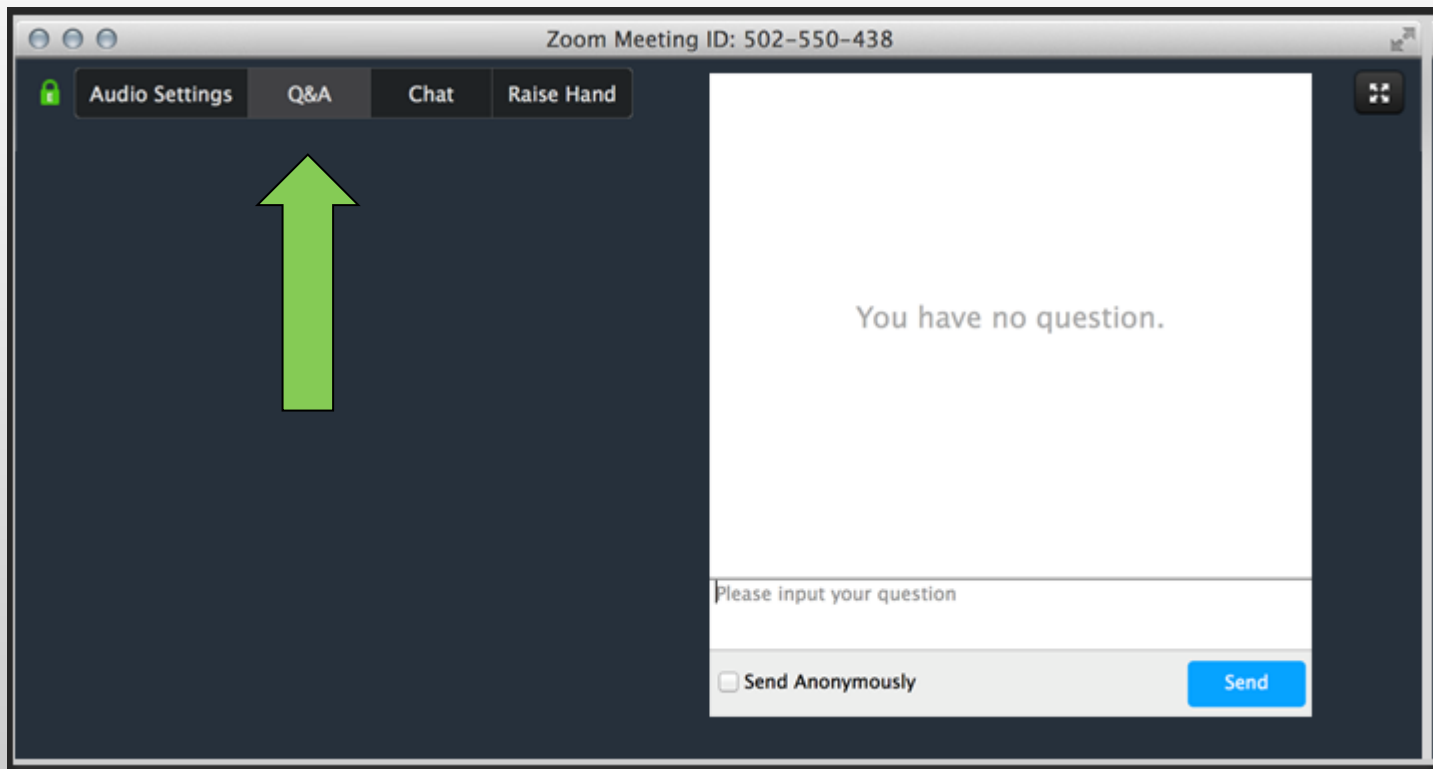 Zoom Meeting ID: 502-550-438
Audio Settings Q&A Chat Raise Hand
You have no question.
Please input your question
Send Anonymously Send